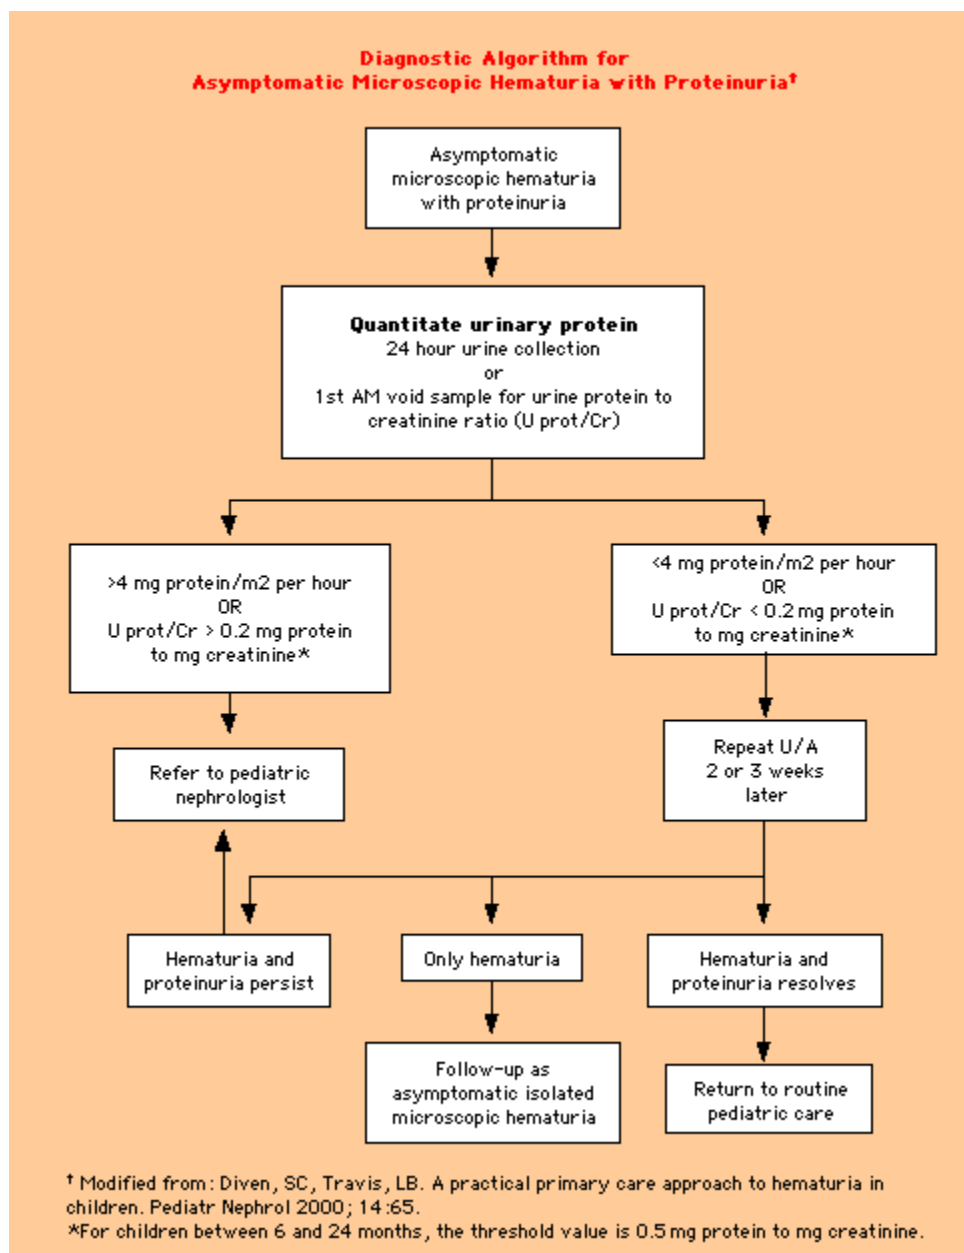 Diagnostic Algorithm for
Asymptomatic Microscopic Hematuria with Proteinuria†
Asymptomatic
microscopic hematuria
with proteinuria
Quantitate urinary protein
24 hour urine collection
or
1st AM void sample for urine protein to
creatinine ratio (U prot/Cr)
>4 mg protein/m2 per hour
OR
U prot/Cr > 0.2 mg protein
to mg creatinine*
<4 mg protein/m2 per hour
OR
U prot/Cr < 0.2 mg protein
to mg creatinine*
Refer to pediatric
nephrologist
Repeat U/A
2 or 3 weeks
later
Hematuria and
proteinuria persist
Only hematuria
Hematuria and
proteinuria resolves
Follow-up as
asymptomatic isolated
microscopic hematuria
Return to routine
pediatric care
† Modified from: Diven, SC, Travis, LB. A practical primary care approach to hematuria in
children. Pediatr Nephrol 2000; 14:65.
*For children between 6 and 24 months, the threshold value is 0.5 mg protein to mg creatinine.